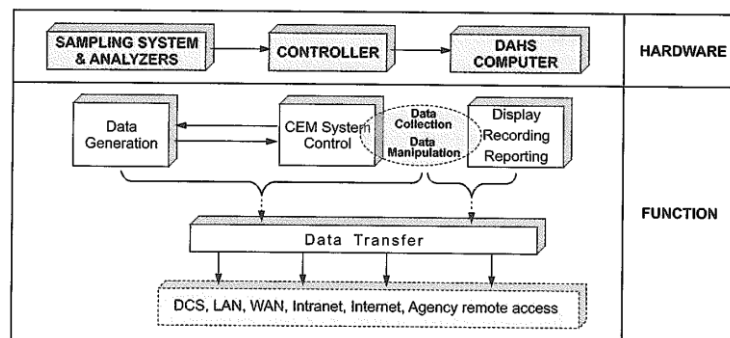 SAMPLING SYSTEM
& ANALYZERS
CONTROLLER
DAHS
COMPUTER
HARDWARE
Data
Generation
CEM System
Control
Data
Collection
Data
Manipulation
Display
Recording
Reporting
FUNCTION
Data Transfer
DCS, LAN, WAN, Intranet, Internet, Agency remote access